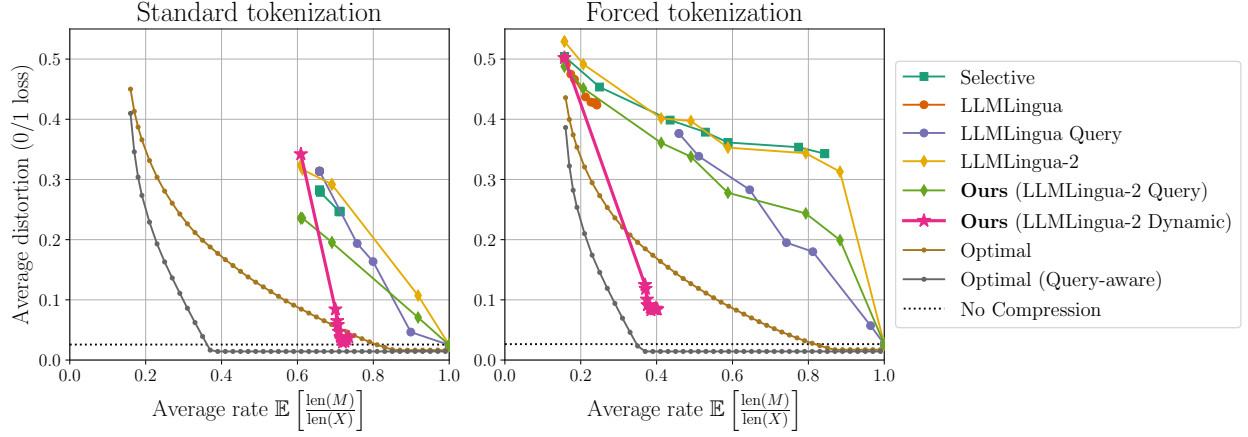 Standard tokenization
Forced tokenization
Average distortion (0/1 loss)
0.5
0.4
0.3
0.2
0.1
0.0
0.0 0.2 0.4 0.6 0.8 1.0
Average rate 𝔼 [len(M)/len(X)]
0.5
0.4
0.3
0.2
0.1
0.0
0.0 0.2 0.4 0.6 0.8 1.0
Average rate 𝔼 [len(M)/len(X)]
Selective
LLMLingua
LLMLingua Query
LLMLingua-2
Ours (LLMLingua-2 Query)
Ours (LLMLingua-2 Dynamic)
Optimal
Optimal (Query-aware)
No Compression